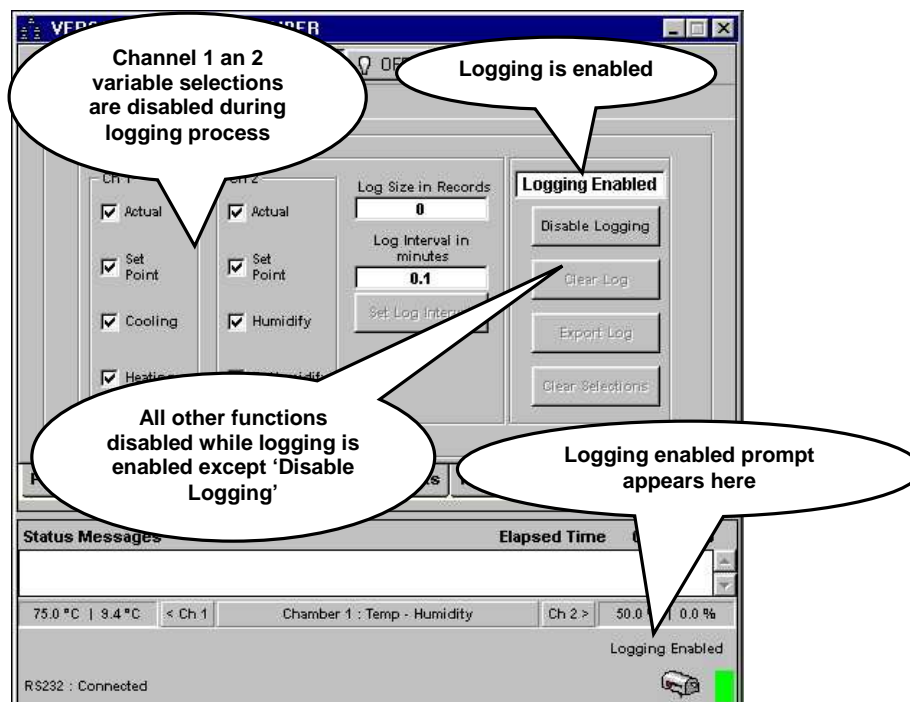 Channel 1 an 2
variable selections
are disabled during
logging process
Logging is enabled
Log Size in Records
0
Log Interval in
minutes
0.1
Set Log
Logging Enabled
Disable Logging
Clear Log
Export Log
Clear Selections
Actual
Set
Point
Cooling
Actual
Set
Point
Humidify
All other functions
disabled while logging is
enabled except ‘Disable
Logging’
Logging enabled prompt
appears here
Status Messages
Elapsed Time
75.0 °C | 9.4 °C
< Ch 1
Chamber 1 : Temp - Humidity
Ch 2 >
50.0 | 0.0 %
Logging Enabled
RS232 : Connected